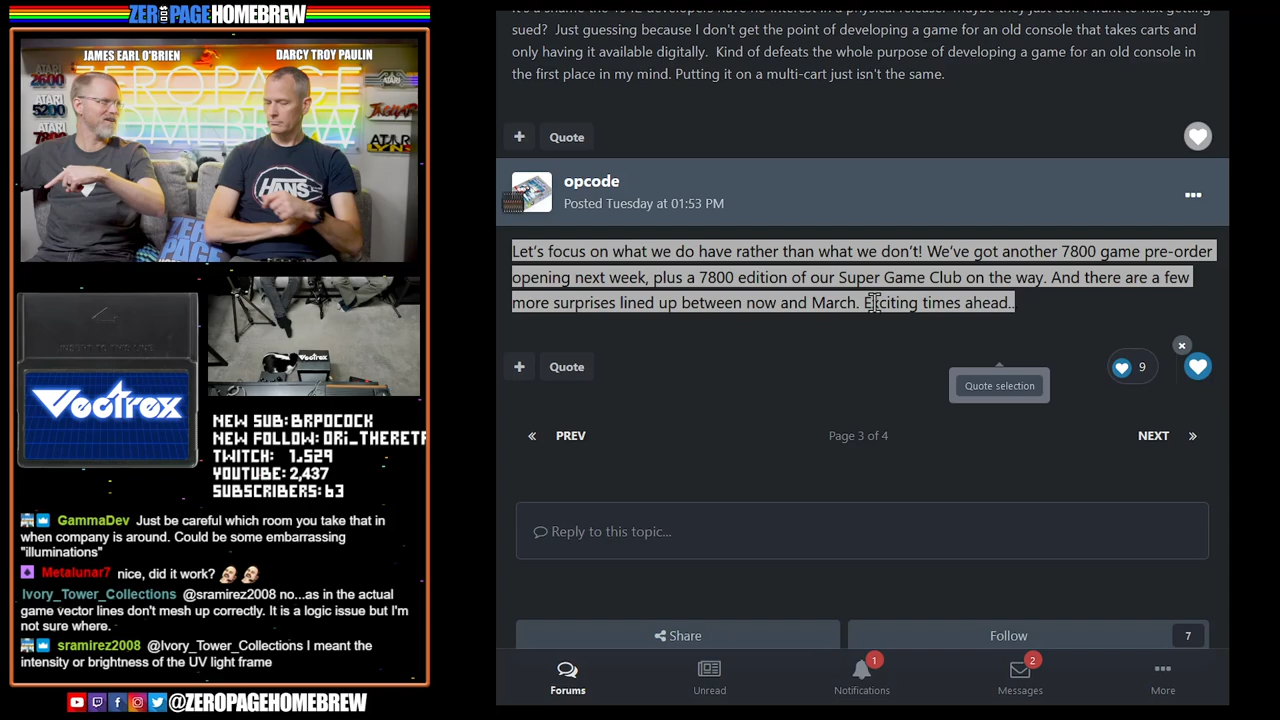 ZEROPAGEHOMEBREW
JAMES EARL O'BRIEN
DARCY TROY PAULIN
ATARI
2600
ATARI
5200
ATARI
ZEROPAGE
HOMEBREW
ATARI
JAGUAR
ATARI
LYNX
HANS
ZERO
PAGE
HOME
Vectrex
Vectrex
NEW SUB: BRPOCOCK
NEW FOLLOW: ORI_THERETR
TWITCH: 1,529
YOUTUBE: 2,437
SUBSCRIBERS: 63
GammaDev Just be careful which room you take that in
when company is around. Could be some embarrassing
"illuminations"
Metalunar7 nice, did it work?
Ivory_Tower_Collections @sramirez2008 no...as in the actual
game vector lines don't mesh up correctly. It is a logic issue but I'm
not sure where.
sramirez2008 @Ivory_Tower_Collections I meant the
intensity or brightness of the UV light frame
@ZEROPAGEHOMEBREW
sued? Just guessing because I don't get the point of developing a game for an old console that takes carts and
only having it available digitally. Kind of defeats the whole purpose of developing a game for an old console in
the first place in my mind. Putting it on a multi-cart just isn't the same.
+ Quote
opcode
Posted Tuesday at 01:53 PM
Let's focus on what we do have rather than what we don't! We've got another 7800 game pre-order
opening next week, plus a 7800 edition of our Super Game Club on the way. And there are a few
more surprises lined up between now and March. Exciting times ahead..
+ Quote
9
Quote selection
« PREV
Page 3 of 4
NEXT »
Reply to this topic...
Share
Follow
7
Forums
Unread
1
Notifications
2
Messages
More